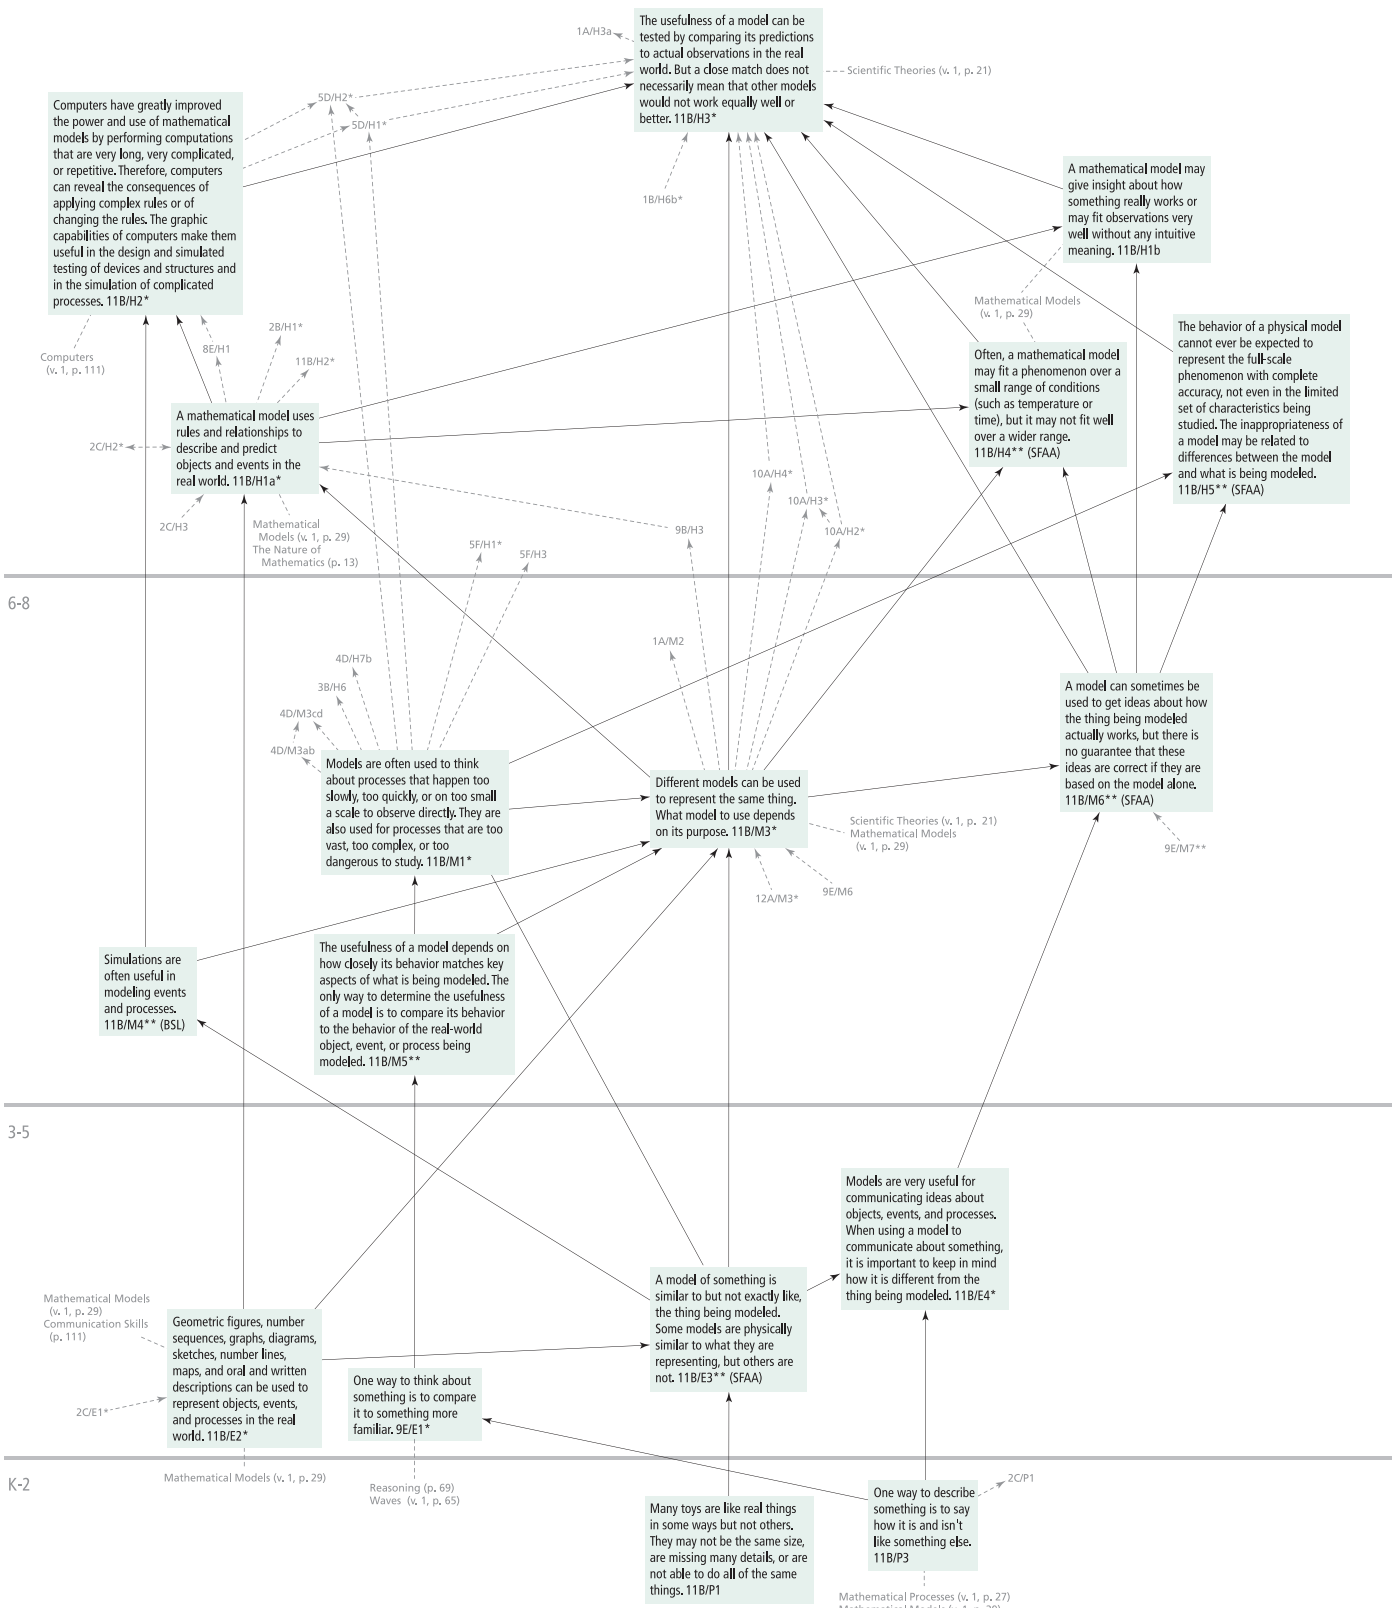 The usefulness of a model can be
tested by comparing its predictions
to actual observations in the real
world. But a close match does not
necessarily mean that other models
would not work equally well or
better. 11B/H3*
1A/H3a
Scientific Theories (v. 1, p. 21)
5D/H2*
5D/H1*
1B/H6b*
Computers have greatly improved
the power and use of mathematical
models by performing computations
that are very long, very complicated,
or repetitive. Therefore, computers
can reveal the consequences of
applying complex rules or of
changing the rules. The graphic
capabilities of computers make them
useful in the design and simulated
testing of devices and structures and
in the simulation of complicated
processes. 11B/H2*
A mathematical model may
give insight about how
something really works or
may fit observations very
well without any intuitive
meaning. 11B/H1b
Mathematical Models
(v. 1, p. 29)
Computers
(v. 1, p. 111)
8E/H1
2B/H1*
11B/H2*
Often, a mathematical model
may fit a phenomenon over a
small range of conditions
(such as temperature or
time), but it may not fit well
over a wider range.
11B/H4** (SFAA)
The behavior of a physical model
cannot ever be expected to
represent the full-scale
phenomenon with complete
accuracy, not even in the limited
set of characteristics being
studied. The inappropriateness of
a model may be related to
differences between the model
and what is being modeled.
11B/H5** (SFAA)
A mathematical model uses
rules and relationships to
describe and predict
objects and events in the
real world. 11B/H1a*
2C/H2*
2C/H3
Mathematical
Models (v. 1, p. 29)
The Nature of
Mathematics (p. 13)
9B/H3
10A/H4*
10A/H3*
10A/H2*
5F/H1*
5F/H3
6-8
1A/M2
4D/H7b
3B/H6
4D/M3cd
4D/M3ab
Models are often used to think
about processes that happen too
slowly, too quickly, or on too small
a scale to observe directly. They are
also used for processes that are too
vast, too complex, or too
dangerous to study. 11B/M1*
Different models can be used
to represent the same thing.
What model to use depends
on its purpose. 11B/M3*
A model can sometimes be
used to get ideas about how
the thing being modeled
actually works, but there is
no guarantee that these
ideas are correct if they are
based on the model alone.
11B/M6** (SFAA)
Scientific Theories (v. 1, p. 21)
Mathematical Models
(v. 1, p. 29)
9E/M7**
12A/M3*
9E/M6
Simulations are
often useful in
modeling events
and processes.
11B/M4** (BSL)
The usefulness of a model depends on
how closely its behavior matches key
aspects of what is being modeled. The
only way to determine the usefulness
of a model is to compare its behavior
to the behavior of the real-world
object, event, or process being
modeled. 11B/M5**
3-5
Models are very useful for
communicating ideas about
objects, events, and processes.
When using a model to
communicate about something,
it is important to keep in mind
how it is different from the
thing being modeled. 11B/E4*
A model of something is
similar to but not exactly like,
the thing being modeled.
Some models are physically
similar to what they are
representing, but others are
not. 11B/E3** (SFAA)
Mathematical Models
(v. 1, p. 29)
Communication Skills
(p. 111)
Geometric figures, number
sequences, graphs, diagrams,
sketches, number lines,
maps, and oral and written
descriptions can be used to
represent objects, events,
and processes in the real
world. 11B/E2*
2C/E1*
One way to think about
something is to compare
it to something more
familiar. 9E/E1*
K-2
Mathematical Models (v. 1, p. 29)
Reasoning (p. 69)
Waves (v. 1, p. 65)
Many toys are like real things
in some ways but not others.
They may not be the same size,
are missing many details, or are
not able to do all of the same
things. 11B/P1
One way to describe
something is to say
how it is and isn't
like something else.
11B/P3
2C/P1
Mathematical Processes (v. 1, p. 27)